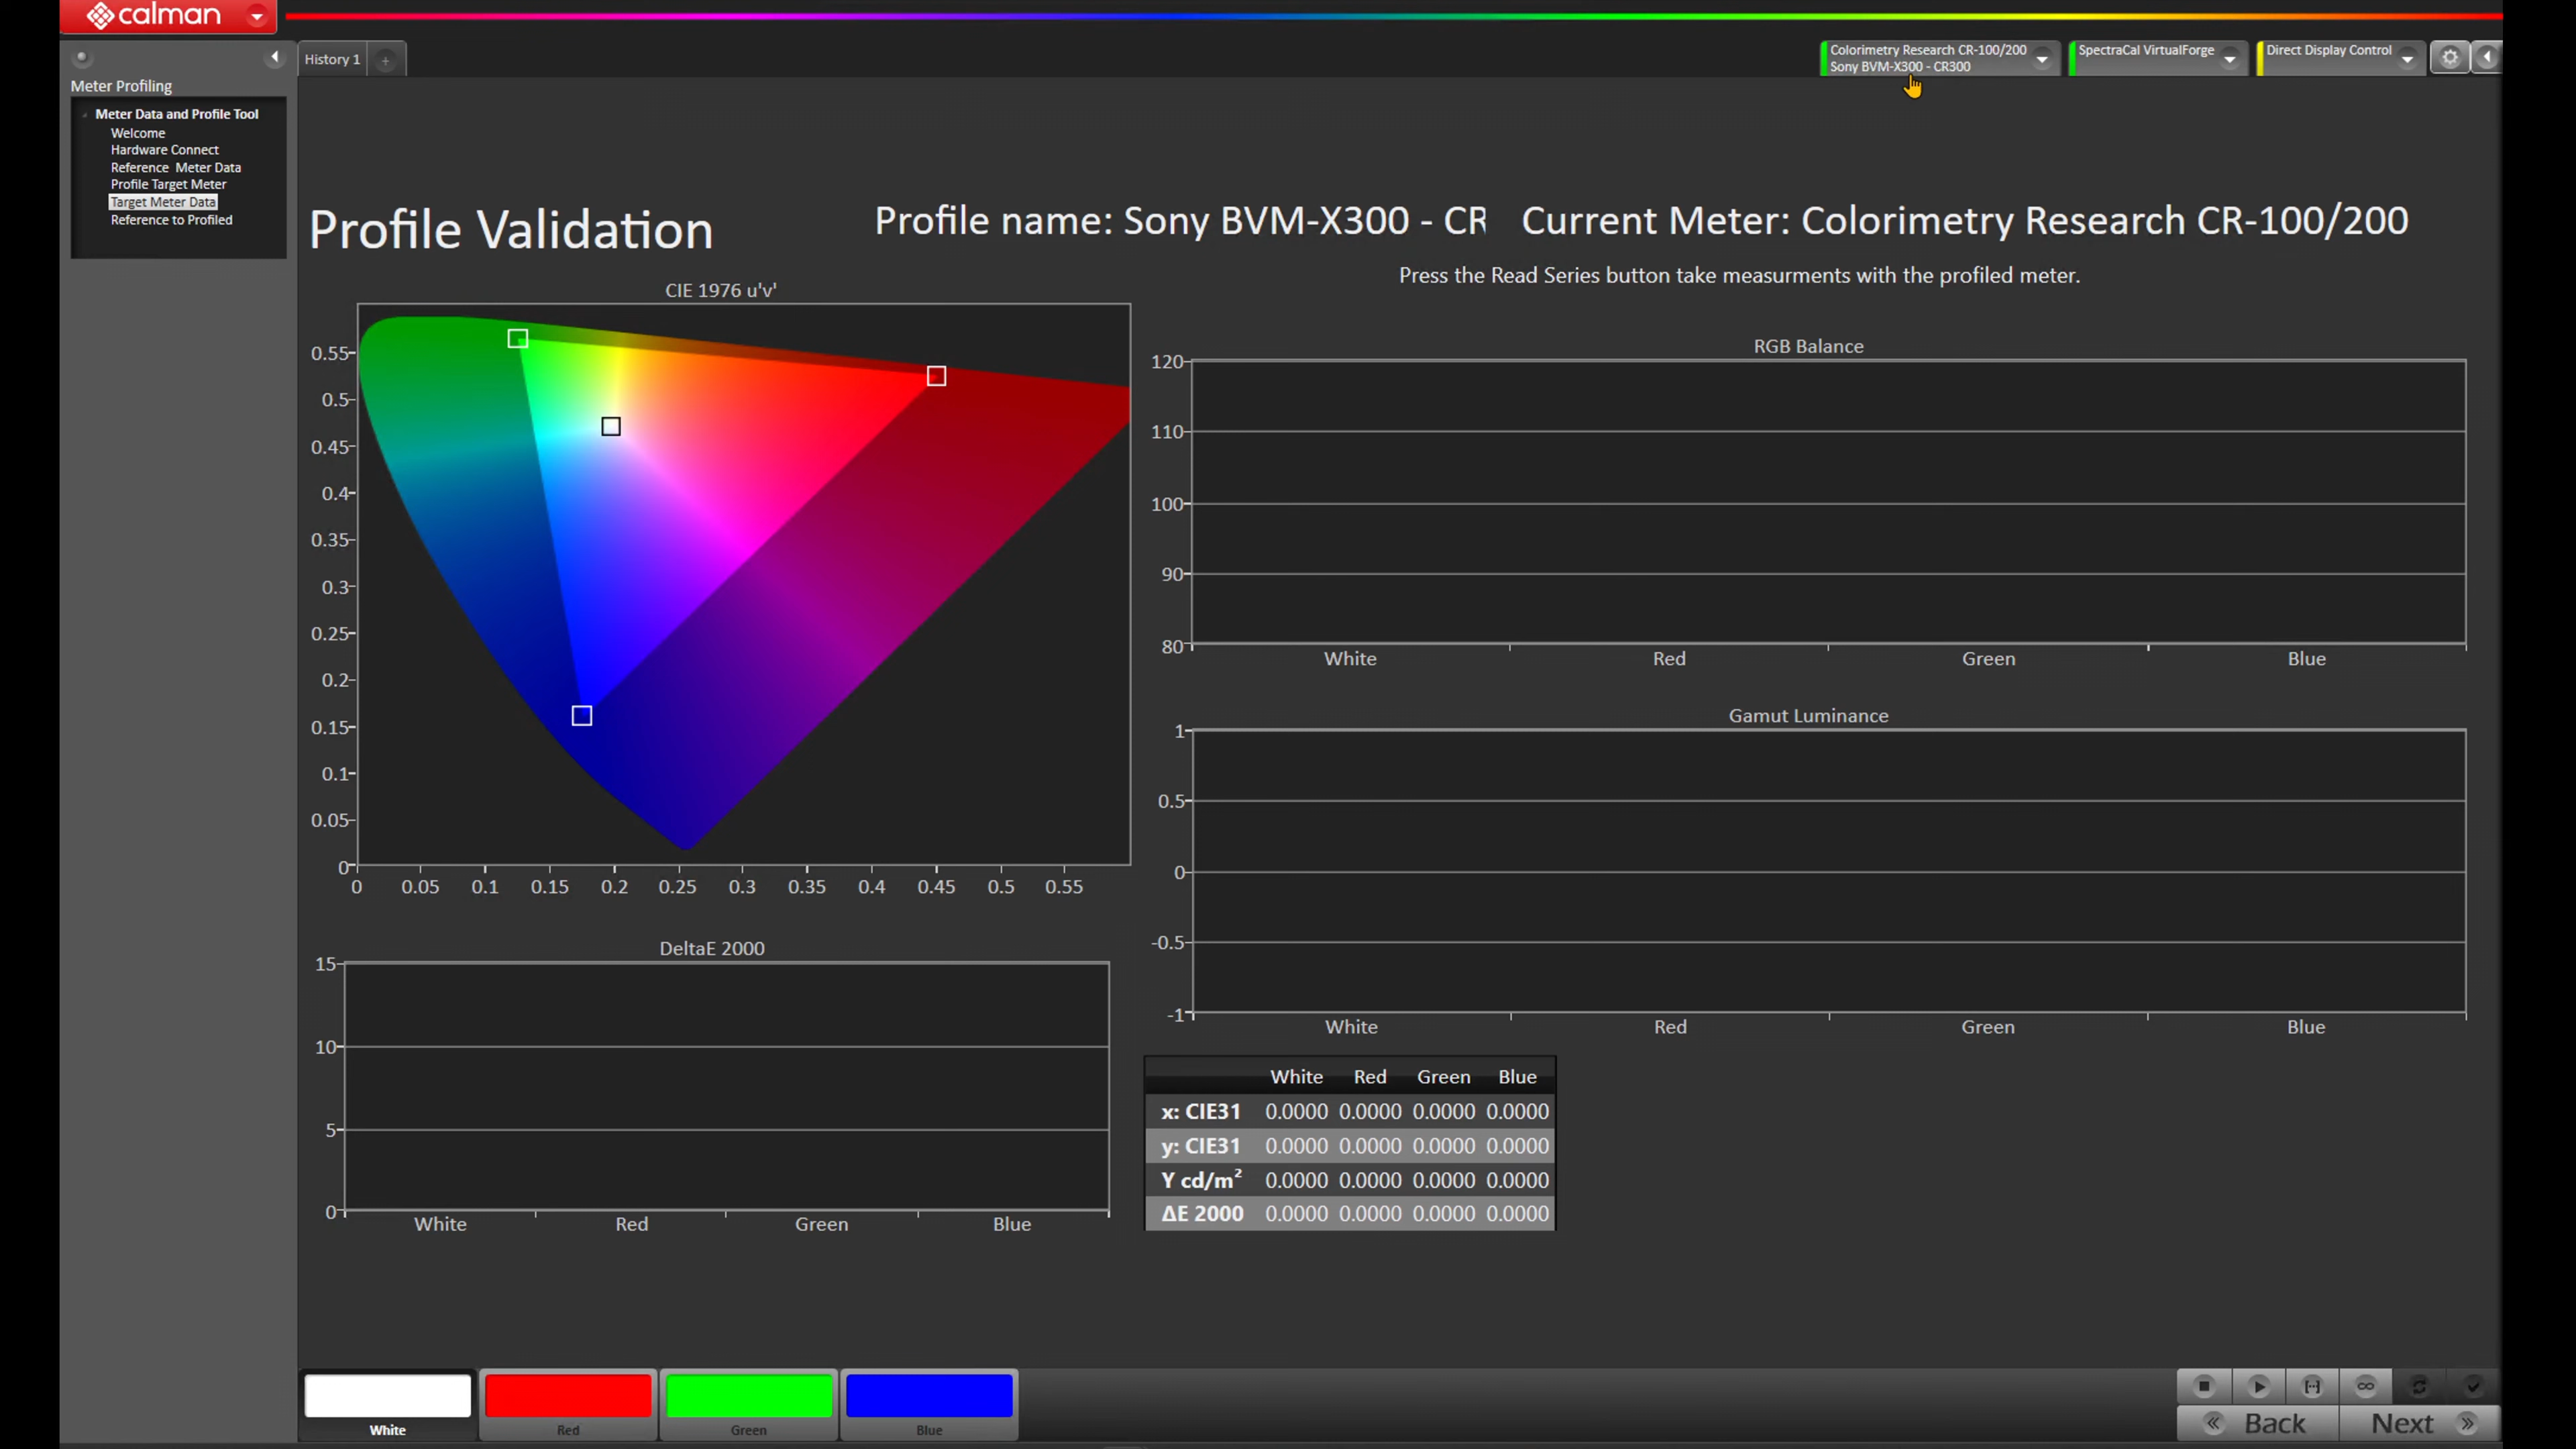 calman
History 1
+
Colorimetry Research CR-100/200
Sony BVM-X300 - CR300
SpectraCal VirtualForge
Direct Display Control
Meter Profiling
Meter Data and Profile Tool
Welcome
Hardware Connect
Reference Meter Data
Profile Target Meter
Target Meter Data
Reference to Profiled
Profile Validation
Profile name: Sony BVM-X300 - CR
Current Meter: Colorimetry Research CR-100/200
Press the Read Series button take measurments with the profiled meter.
CIE 1976 u'v'
0.55
0.5
0.45
0.4
0.35
0.3
0.25
0.2
0.15
0.1
0.05
0
0 0.05 0.1 0.15 0.2 0.25 0.3 0.35 0.4 0.45 0.5 0.55
RGB Balance
120
110
100
90
80
White Red Green Blue
Gamut Luminance
1
0.5
0
-0.5
-1
White Red Green Blue
DeltaE 2000
15
10
5
0
White Red Green Blue
White Red Green Blue
x: CIE31 0.0000 0.0000 0.0000 0.0000
y: CIE31 0.0000 0.0000 0.0000 0.0000
Y cd/m² 0.0000 0.0000 0.0000 0.0000
ΔE 2000 0.0000 0.0000 0.0000 0.0000
White
Red
Green
Blue
Back
Next